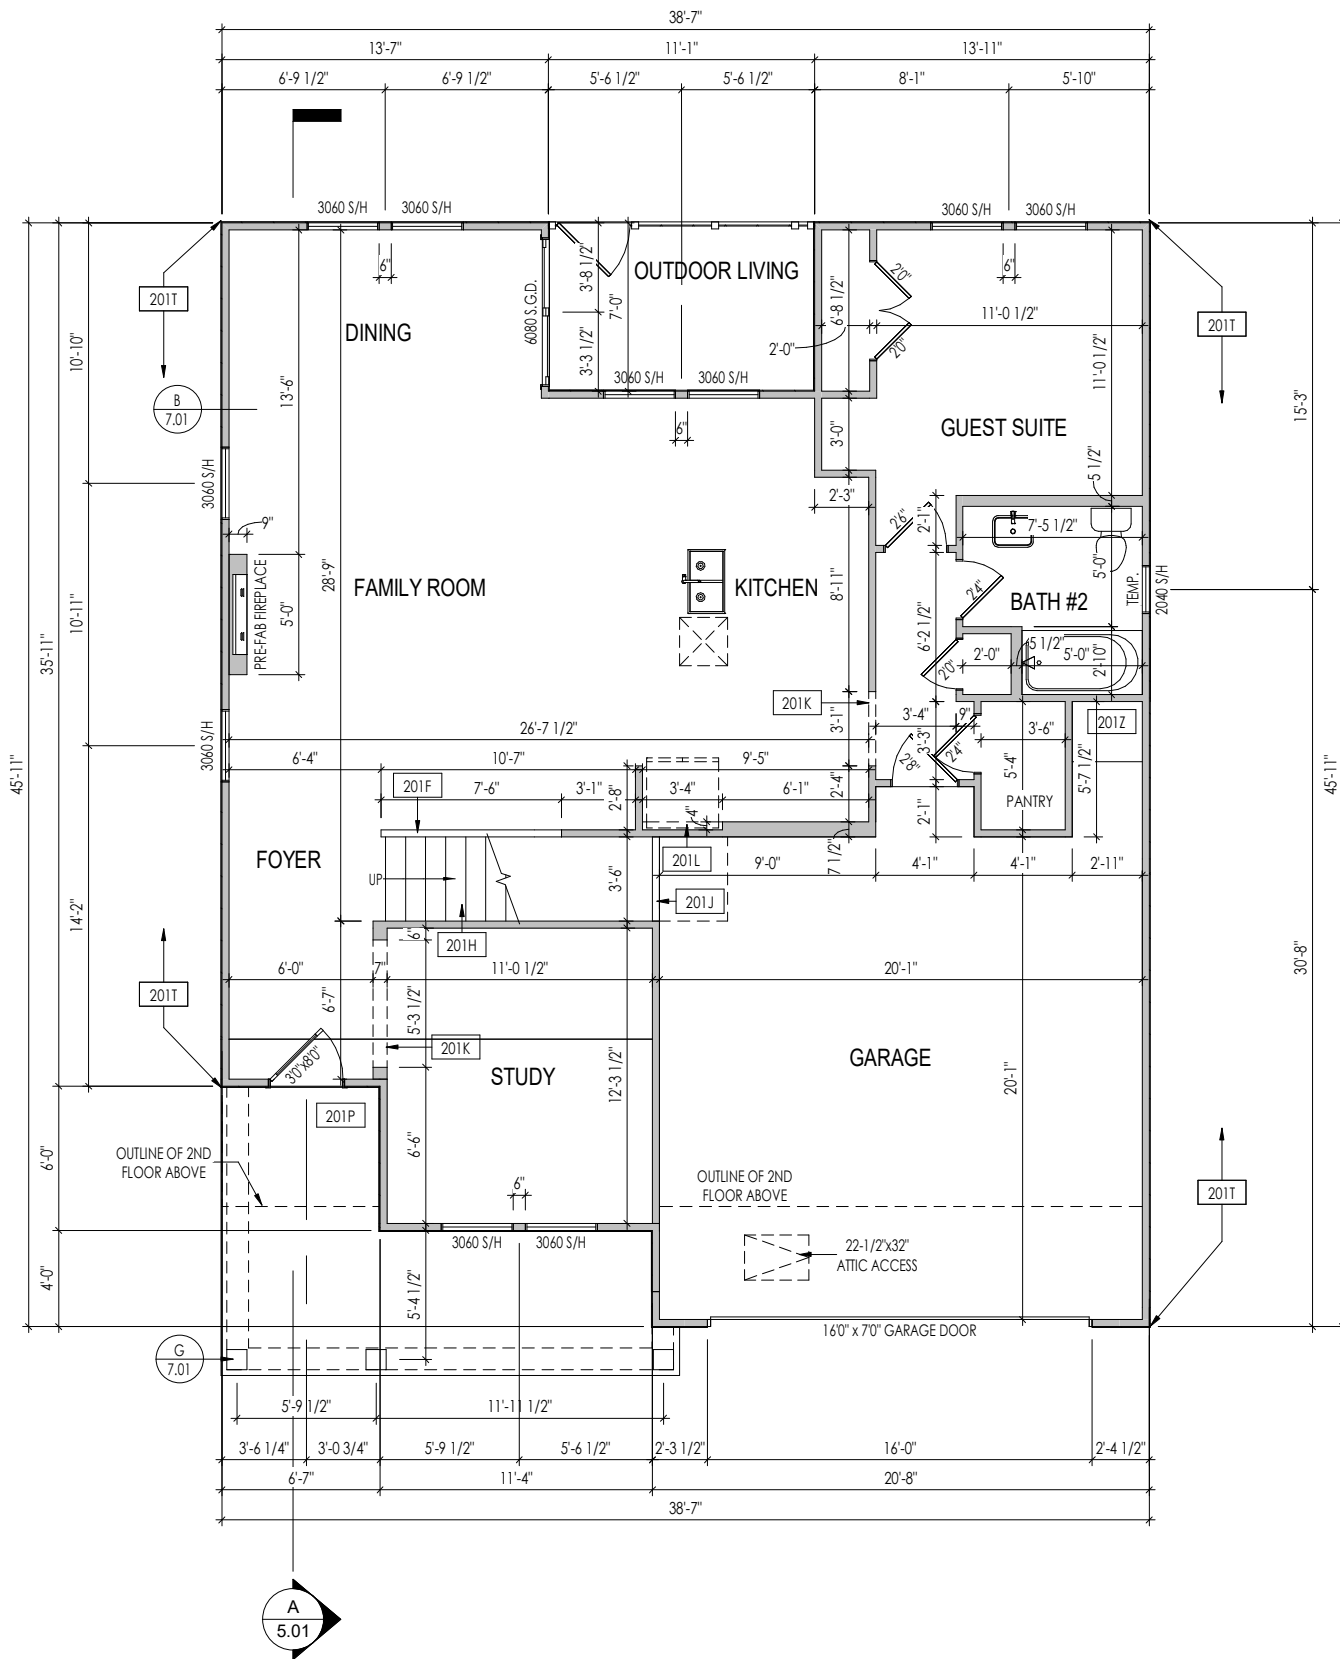 38'-7"
13'-7" 11'-1" 13'-11"
6'-9 1/2" 6'-9 1/2" 5'-6 1/2" 5'-6 1/2" 8'-1" 5'-10"
3060 S/H 3060 S/H 3060 S/H 3060 S/H
6" 6"
201T
201T
OUTDOOR LIVING
3'-8 1/2"
7'-0"
3'-3 1/2"
6080 S.G.D.
6'-8 1/2"
2'0"
2'0"
11'-0 1/2"
2'-0"
11'-0 1/2"
DINING
10'-10"
13'-6"
B
7.01
3060 S/H 3060 S/H
6"
15'-3"
3'-0"
GUEST SUITE
5 1/2"
3060 S/H
2'-3"
9"
2'6"
2'-1"
7'-5 1/2"
PRE-FAB FIREPLACE
5'-0"
28'-9"
FAMILY ROOM
KITCHEN
8'-11"
5'-0"
2'4"
BATH #2
TEMP.
2040 S/H
10'-11"
35'-11"
45'-11"
6'-2 1/2"
2'0"
2'-0"
5 1/2"
5'-0"
2'-10"
201K
3'-4"
9"
201Z
3'-1"
3'-3"
2'4"
3'-6"
3060 S/H
26'-7 1/2"
6'-4" 10'-7" 9'-5"
2'8"
5'-4"
5'-7 1/2"
45'-11"
201F
7'-6" 3'-1" 2'-8" 3'-4" 6'-1" 2'-4"
4"
2'-1"
PANTRY
FOYER
UP
3'-6"
201L
7 1/2"
9'-0" 4'-1" 4'-1" 2'-11"
201J
14'-2"
201H
6"
6'-0" 7" 11'-0 1/2" 20'-1"
30'-8"
201T
6'-7"
5'-3 1/2"
201K
3'0"x8'0"
STUDY
12'-3 1/2"
GARAGE
20'-1"
201P
OUTLINE OF 2ND
FLOOR ABOVE
6'-0"
6'-6"
6"
OUTLINE OF 2ND
FLOOR ABOVE
201T
3060 S/H 3060 S/H
22-1/2"x32"
ATTIC ACCESS
4'-0"
5'-4 1/2"
16'0" x 7'0" GARAGE DOOR
G
7.01
5'-9 1/2" 11'-11 1/2"
3'-6 1/4" 3'-0 3/4" 5'-9 1/2" 5'-6 1/2" 2'-3 1/2" 16'-0" 2'-4 1/2"
6'-7" 11'-4" 20'-8"
38'-7"
A
5.01